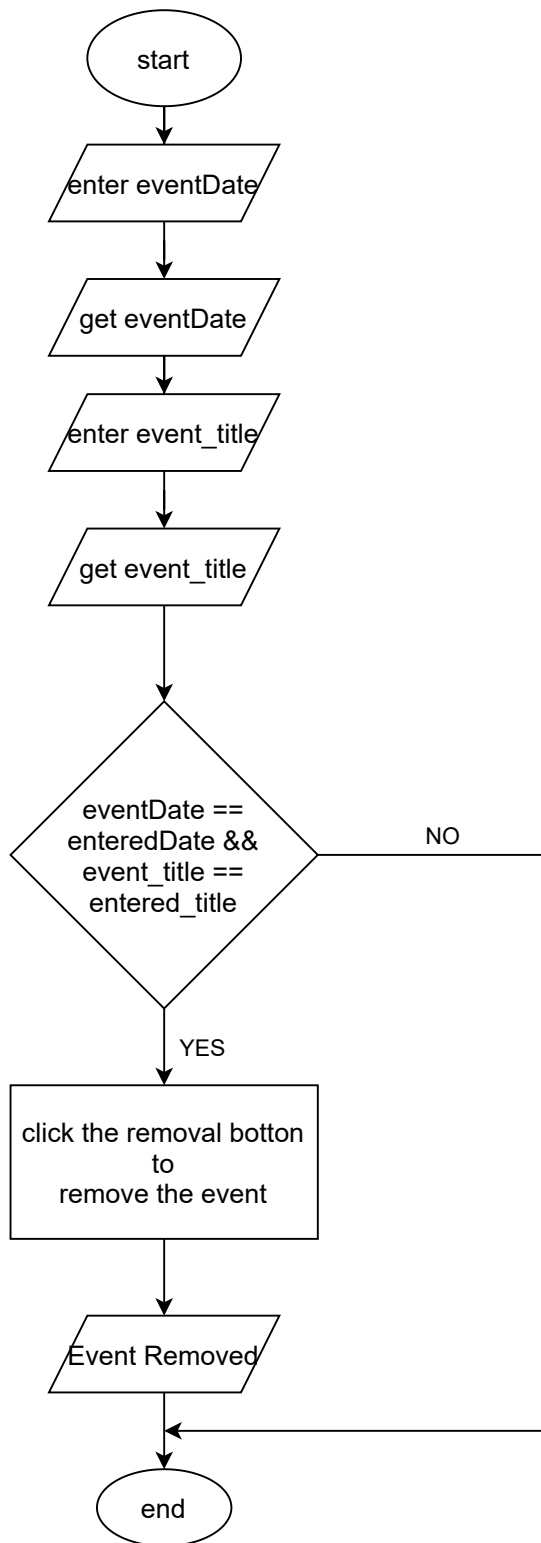 start
enter eventDate
get eventDate
enter event_title
get event_title
eventDate ==
enteredDate &&
event_title ==
entered_title
NO
YES
click the removal botton
to
remove the event
Event Removed
end